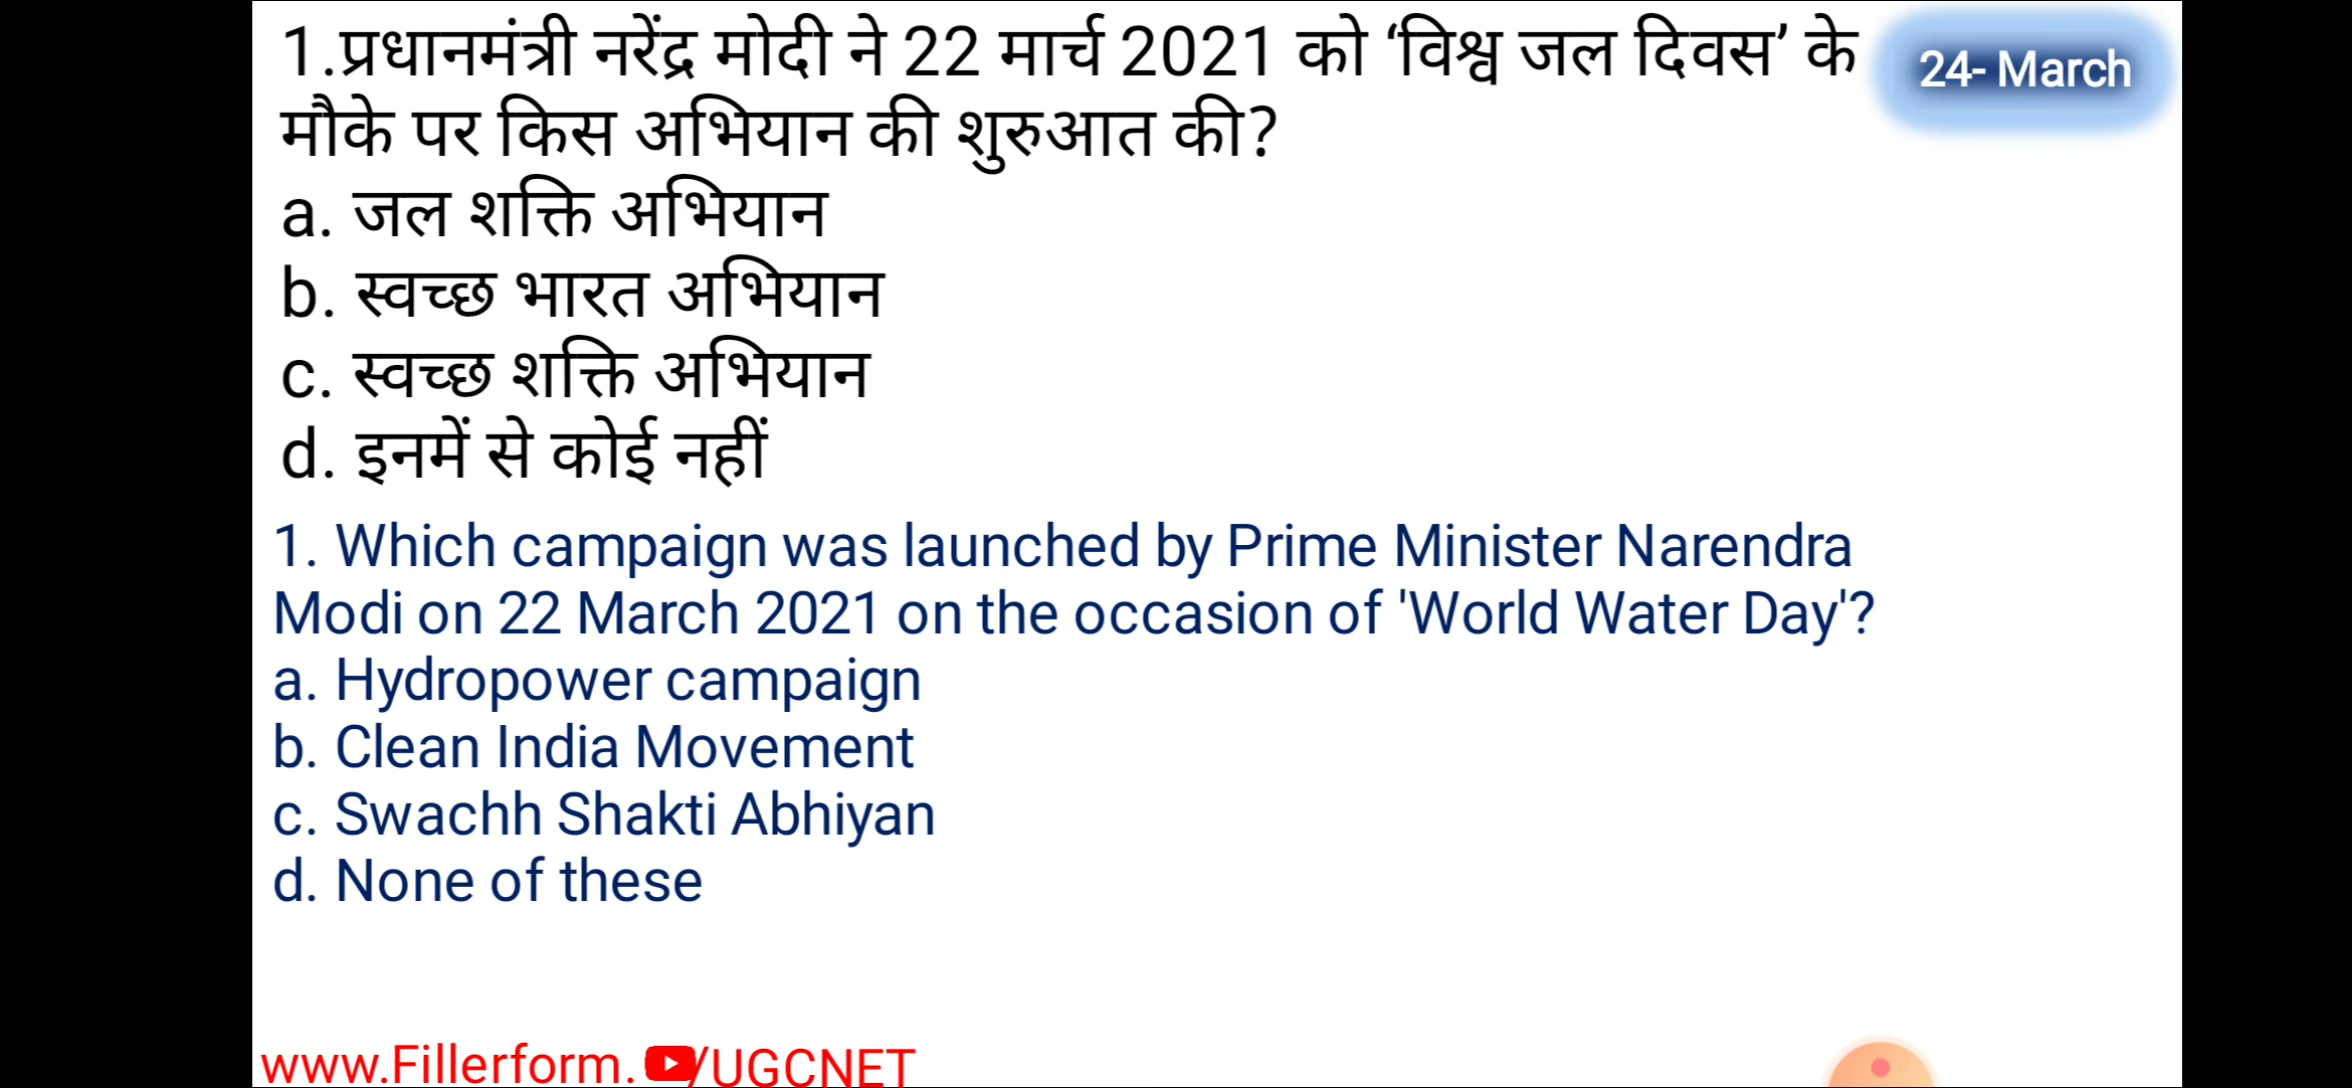 1.प्रधानमंत्री नरेंद्र मोदी ने 22 मार्च 2021 को ‘विश्व जल दिवस’ के
24- March
मौके पर किस अभियान की शुरुआत की?
a. जल शक्ति अभियान
b. स्वच्छ भारत अभियान
c. स्वच्छ शक्ति अभियान
d. इनमें से कोई नहीं
1. Which campaign was launched by Prime Minister Narendra
Modi on 22 March 2021 on the occasion of 'World Water Day'?
a. Hydropower campaign
b. Clean India Movement
c. Swachh Shakti Abhiyan
d. None of these
www.Fillerform. /UGCNET